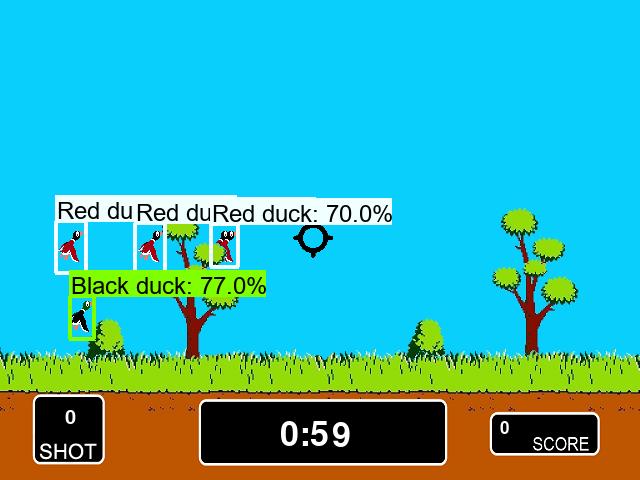 Red du
Red du
Red duck: 70.0%
Black duck: 77.0%
0
SHOT
0:59
0
SCORE